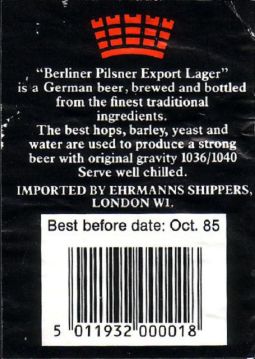 "Berliner Pilsner Export Lager"
is a German beer, brewed and bottled
from the finest traditional
ingredients.
The best hops, barley, yeast and
water are used to produce a strong
beer with original gravity 1036/1040
Serve well chilled.
IMPORTED BY EHRMANNS SHIPPERS,
LONDON W1.
Best before date: Oct. 85
5 011932 000018